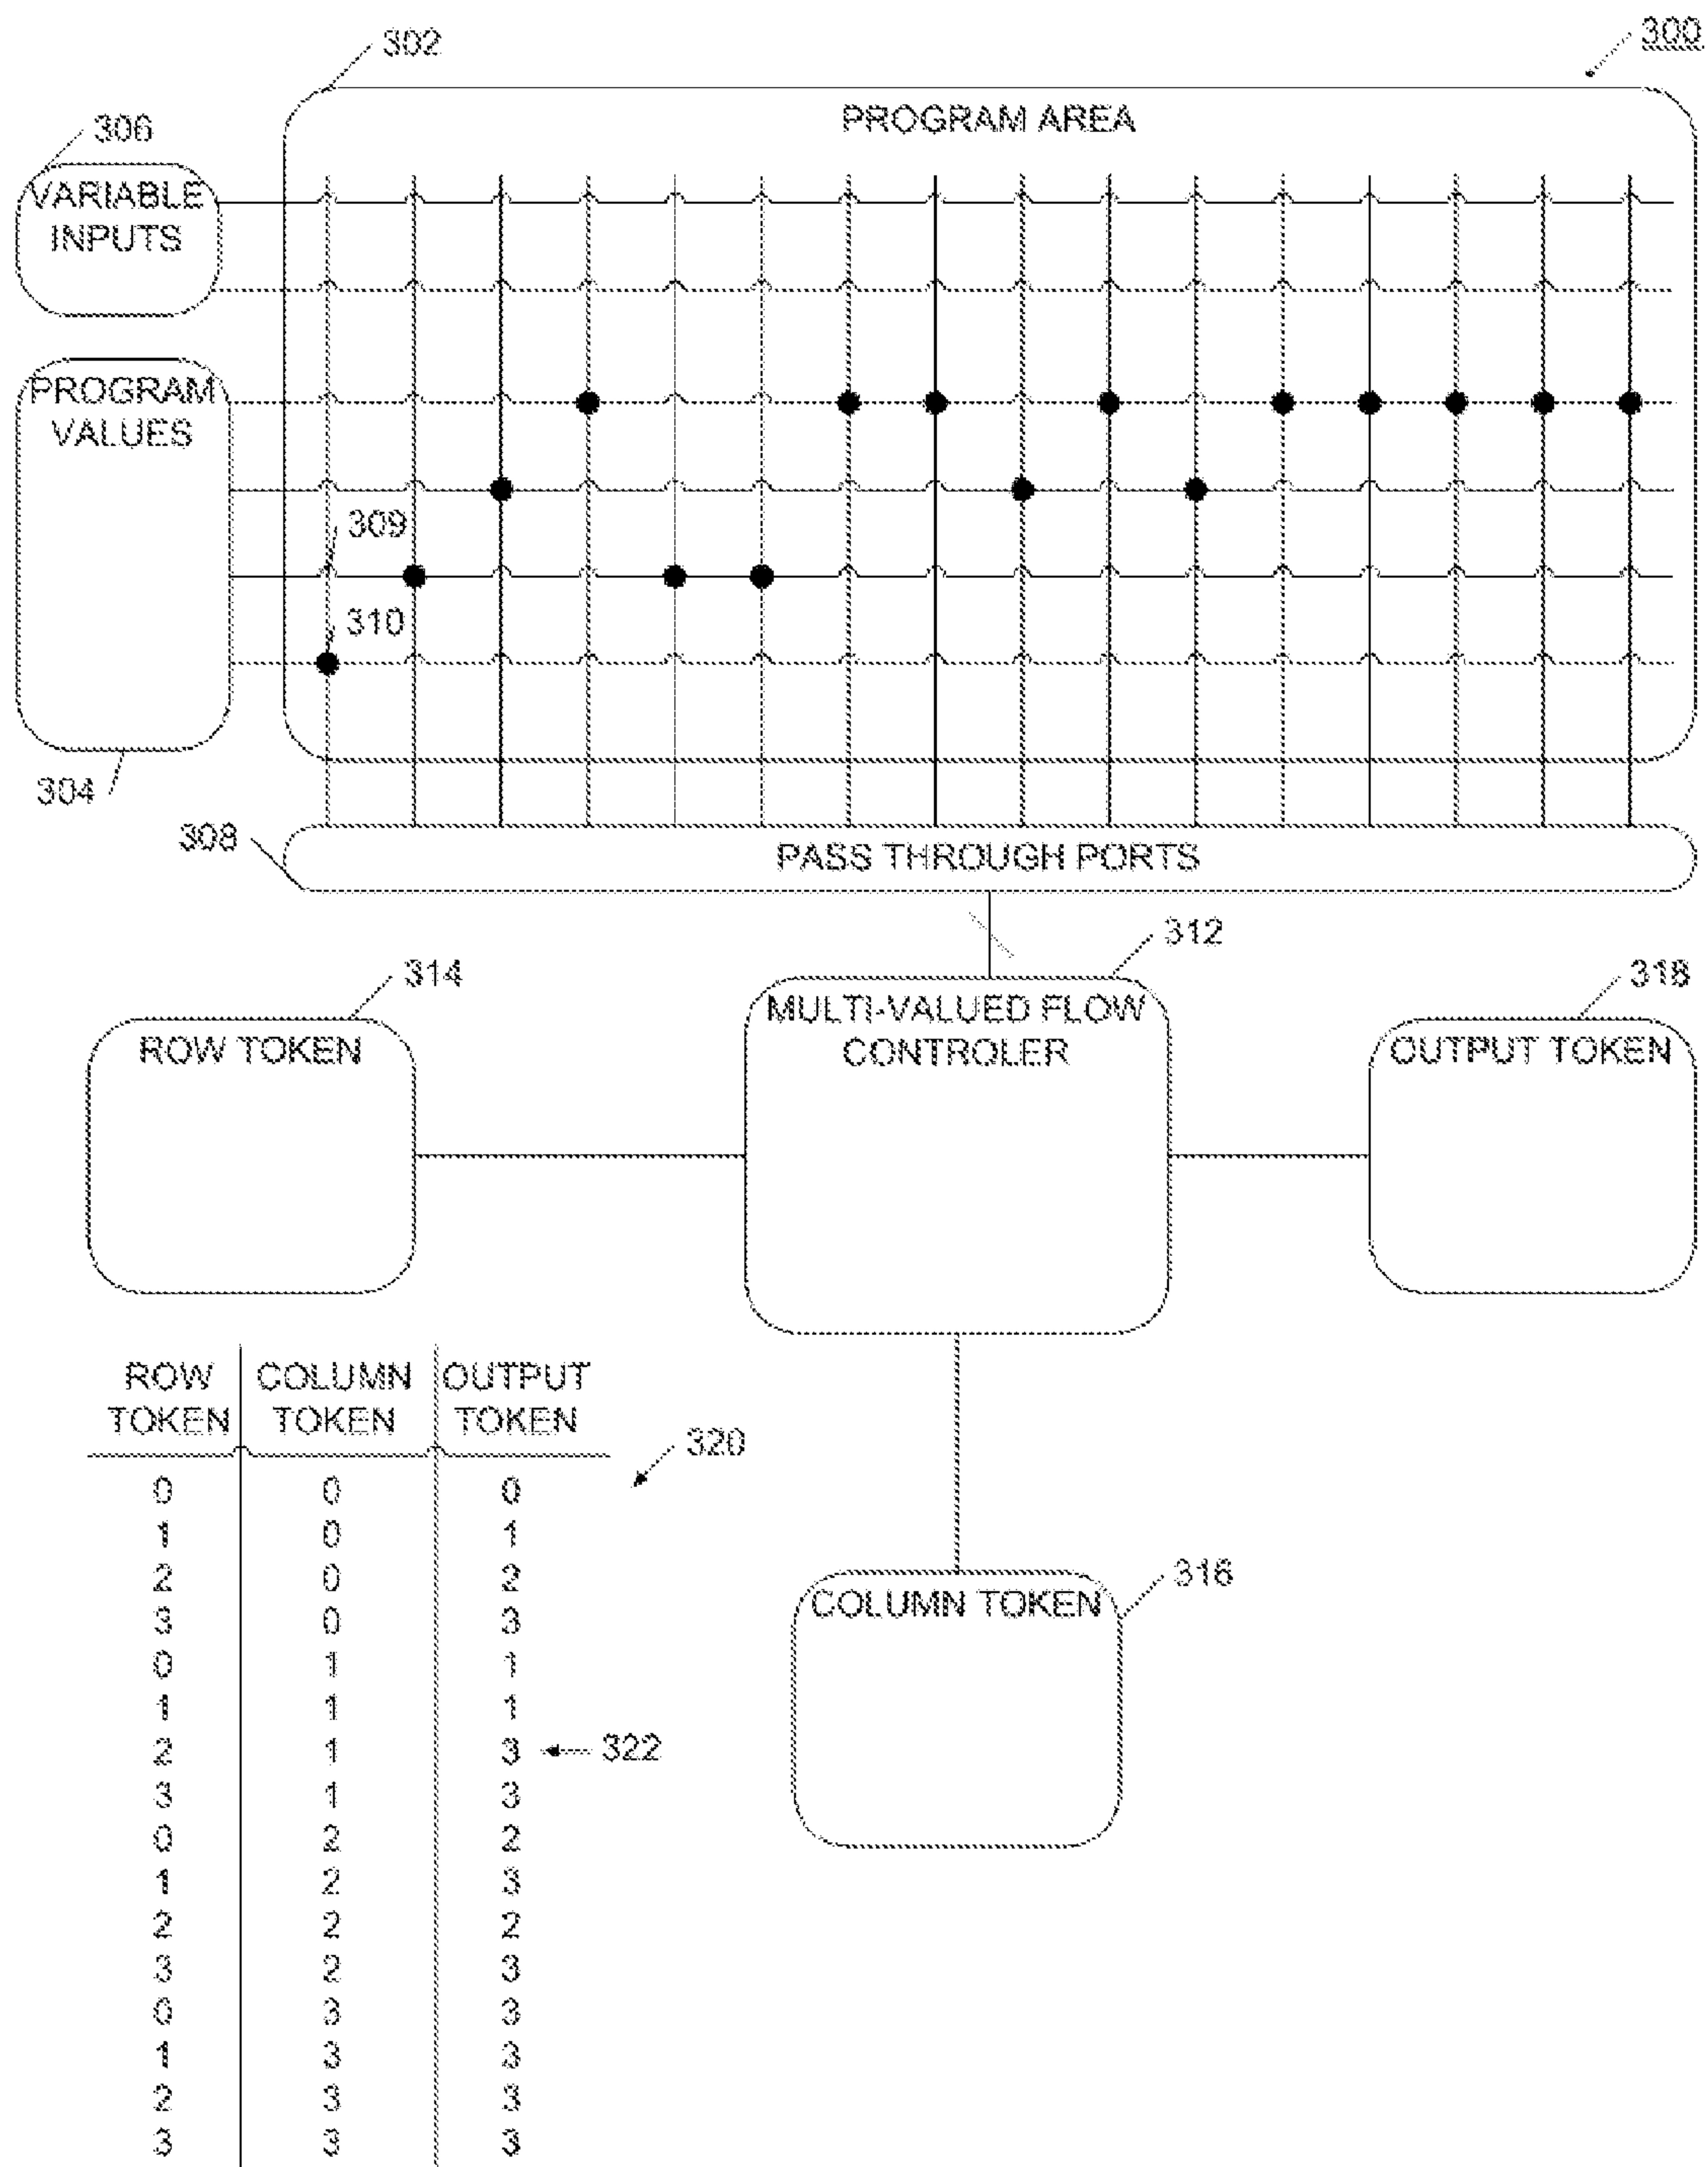 302
300
PROGRAM AREA
306
VARIABLE
INPUTS
PROGRAM
VALUES
309
310
304
308
PASS THROUGH PORTS
312
314
318
MULTI-VALUED FLOW
CONTROLER
ROW TOKEN
OUTPUT TOKEN
ROW TOKEN COLUMN TOKEN OUTPUT TOKEN
320
0 0 0
1 0 1
2 0 2
3 0 3
0 1 1
1 1 1
2 1 3 322
3 1 3
0 2 2
1 2 3
2 2 2
3 2 3
0 3 3
1 3 3
2 3 3
3 3 3
316
COLUMN TOKEN